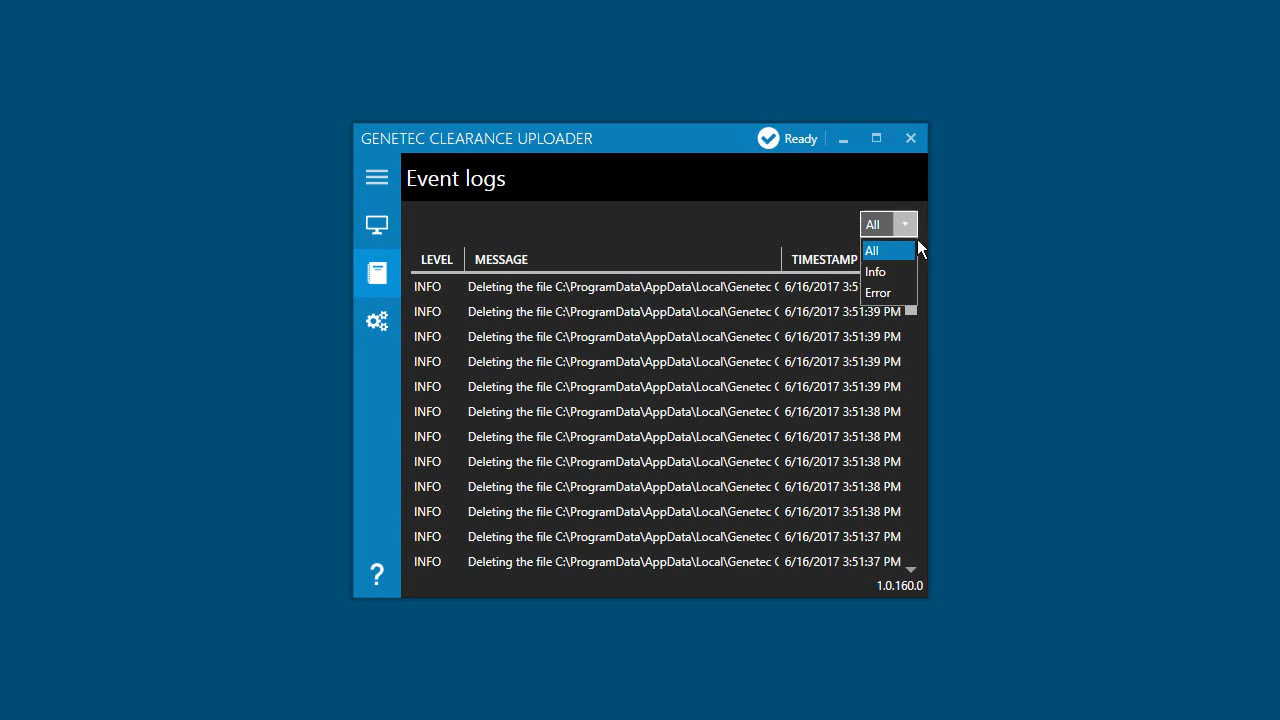 GENETEC CLEARANCE UPLOADER Ready
Event logs
All
All
Info
Error
LEVEL MESSAGE TIMESTAMP
INFO Deleting the file C:\ProgramData\AppData\Local\Genetec C 6/16/2017 3:51
INFO Deleting the file C:\ProgramData\AppData\Local\Genetec C 6/16/2017 3:51:39 PM
INFO Deleting the file C:\ProgramData\AppData\Local\Genetec C 6/16/2017 3:51:39 PM
INFO Deleting the file C:\ProgramData\AppData\Local\Genetec C 6/16/2017 3:51:39 PM
INFO Deleting the file C:\ProgramData\AppData\Local\Genetec C 6/16/2017 3:51:39 PM
INFO Deleting the file C:\ProgramData\AppData\Local\Genetec C 6/16/2017 3:51:38 PM
INFO Deleting the file C:\ProgramData\AppData\Local\Genetec C 6/16/2017 3:51:38 PM
INFO Deleting the file C:\ProgramData\AppData\Local\Genetec C 6/16/2017 3:51:38 PM
INFO Deleting the file C:\ProgramData\AppData\Local\Genetec C 6/16/2017 3:51:38 PM
INFO Deleting the file C:\ProgramData\AppData\Local\Genetec C 6/16/2017 3:51:38 PM
INFO Deleting the file C:\ProgramData\AppData\Local\Genetec C 6/16/2017 3:51:37 PM
INFO Deleting the file C:\ProgramData\AppData\Local\Genetec C 6/16/2017 3:51:37 PM
?
1.0.160.0